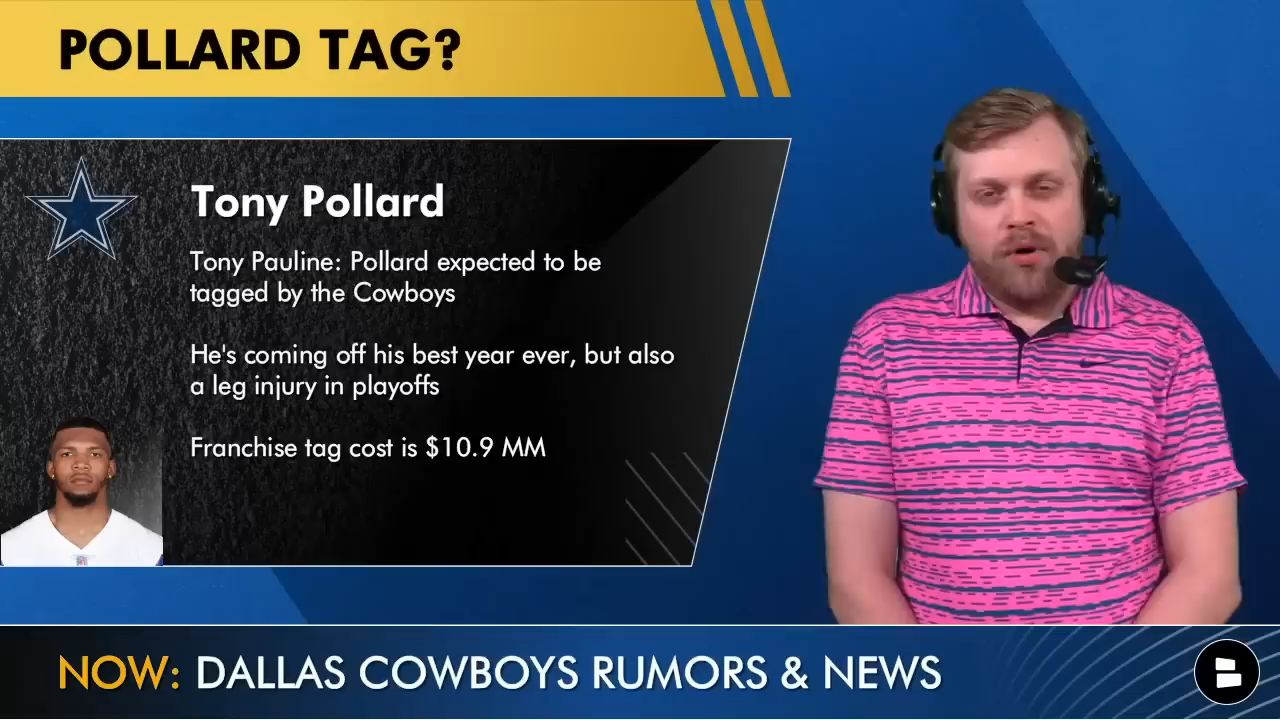 POLLARD TAG?
Tony Pollard
Tony Pauline: Pollard expected to be
tagged by the Cowboys
He's coming off his best year ever, but also
a leg injury in playoffs
Franchise tag cost is $10.9 MM
NOW: DALLAS COWBOYS RUMORS & NEWS